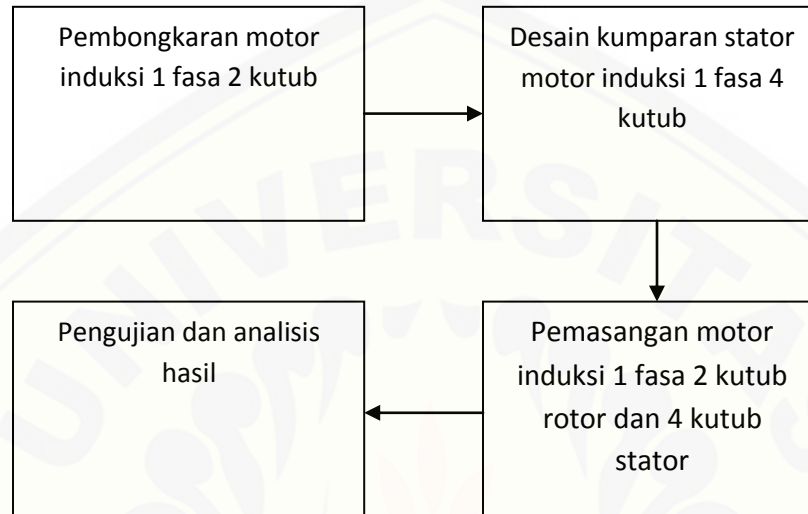 Pembongkaran motor
induksi 1 fasa 2 kutub
Desain kumparan stator
motor induksi 1 fasa 4
kutub
Pemasangan motor
induksi 1 fasa 2 kutub
rotor dan 4 kutub
stator
Pengujian dan analisis
hasil
UNIVERSITAS